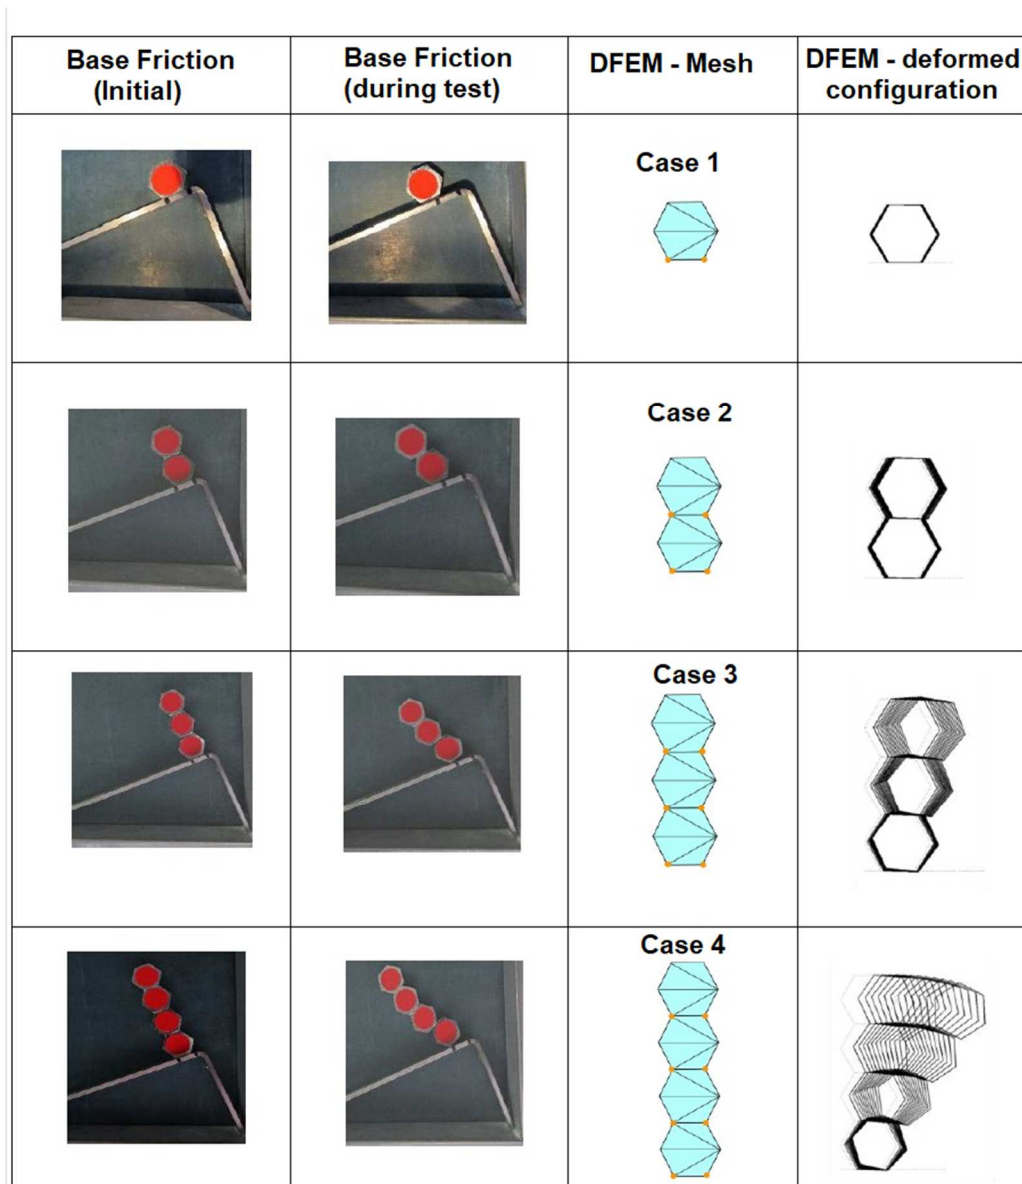 Base Friction
(Initial)
Base Friction
(during test)
DFEM - Mesh
DFEM - deformed
configuration
Case 1
Case 2
Case 3
Case 4